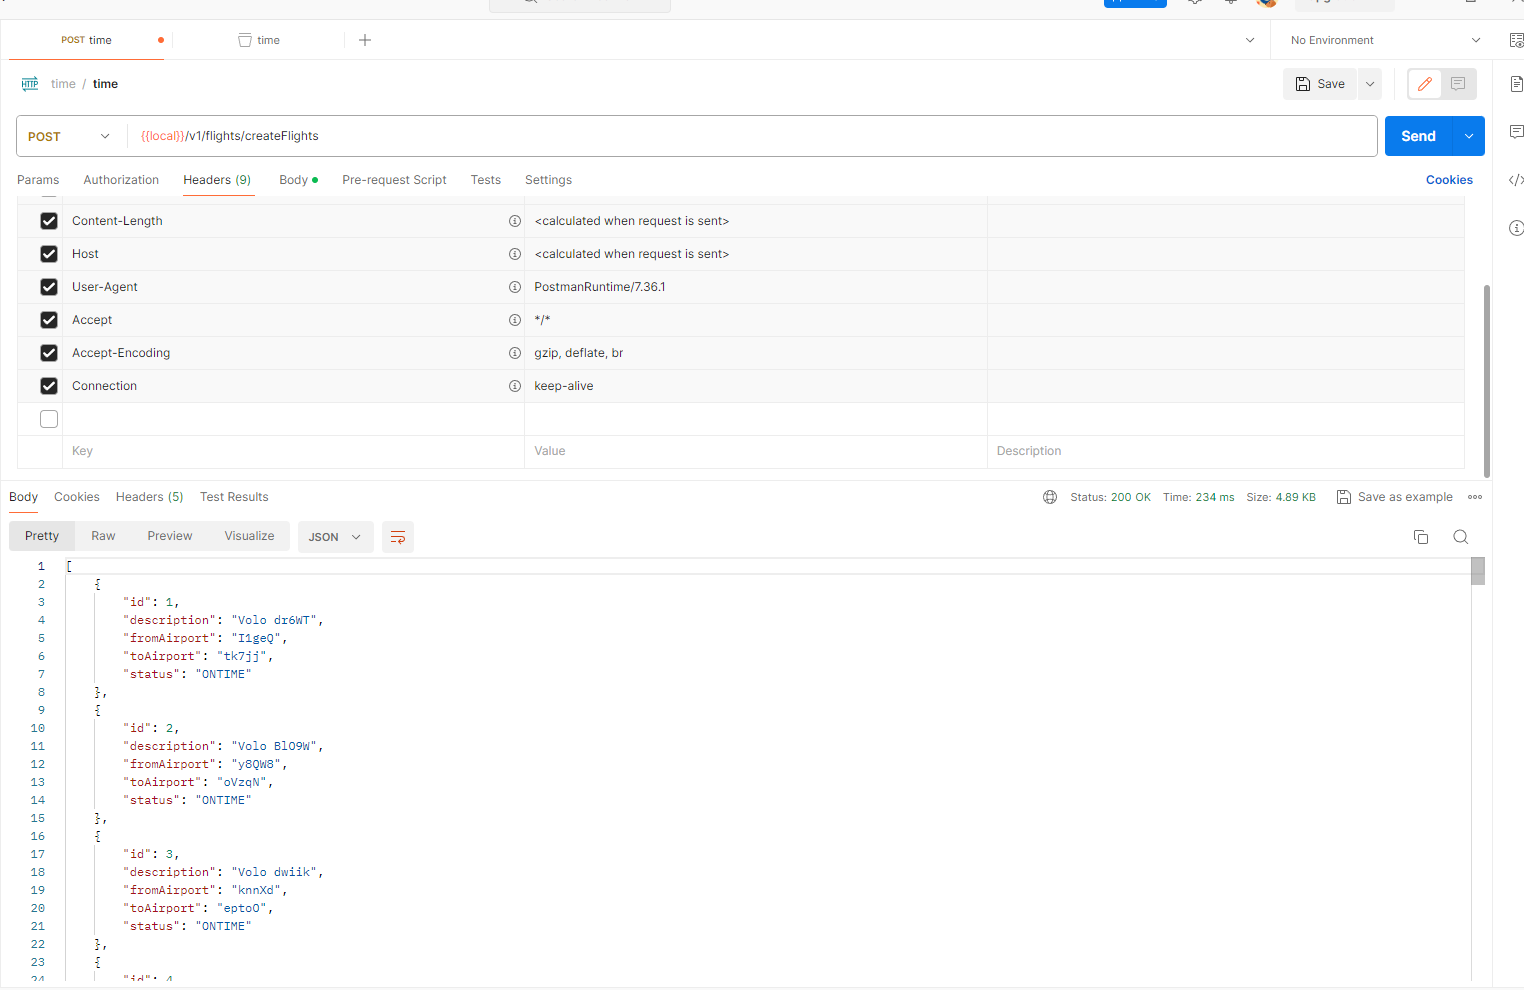 POST time
time
No Environment
HTTP time / time
Save
POST
{{local}}/v1/flights/createFlights
Send
Params Authorization Headers (9) Body Pre-request Script Tests Settings Cookies
Content-Length <calculated when request is sent>
Host <calculated when request is sent>
User-Agent PostmanRuntime/7.36.1
Accept */*
Accept-Encoding gzip, deflate, br
Connection keep-alive
Key Value Description
Body Cookies Headers (5) Test Results Status: 200 OK Time: 234 ms Size: 4.89 KB Save as example
Pretty Raw Preview Visualize JSON
1 [
2 {
3 "id": 1,
4 "description": "Volo dr6WT",
5 "fromAirport": "I1geQ",
6 "toAirport": "tk7jj",
7 "status": "ONTIME"
8 },
9 {
10 "id": 2,
11 "description": "Volo BlO9W",
12 "fromAirport": "y8QW8",
13 "toAirport": "oVzqN",
14 "status": "ONTIME"
15 },
16 {
17 "id": 3,
18 "description": "Volo dwiik",
19 "fromAirport": "knnXd",
20 "toAirport": "eptoO",
21 "status": "ONTIME"
22 },
23 {
24 "id": 4